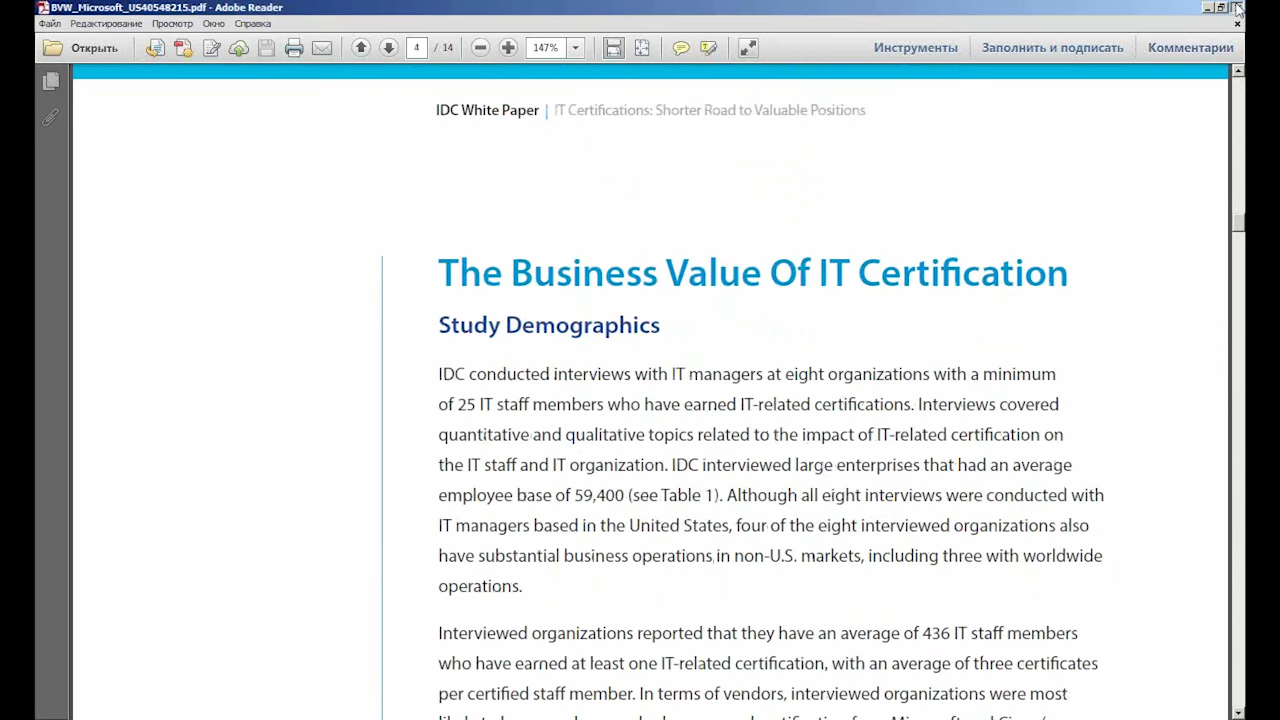 BVW_Microsoft_US40548215.pdf - Adobe Reader
Файл Редактирование Просмотр Окно Справка
Открыть 4 / 14 147% Инструменты Заполнить и подписать Комментарии
IDC White Paper | IT Certifications: Shorter Road to Valuable Positions
The Business Value Of IT Certification
Study Demographics
IDC conducted interviews with IT managers at eight organizations with a minimum
of 25 IT staff members who have earned IT-related certifications. Interviews covered
quantitative and qualitative topics related to the impact of IT-related certification on
the IT staff and IT organization. IDC interviewed large enterprises that had an average
employee base of 59,400 (see Table 1). Although all eight interviews were conducted with
IT managers based in the United States, four of the eight interviewed organizations also
have substantial business operations in non-U.S. markets, including three with worldwide
operations.
Interviewed organizations reported that they have an average of 436 IT staff members
who have earned at least one IT-related certification, with an average of three certificates
per certified staff member. In terms of vendors, interviewed organizations were most